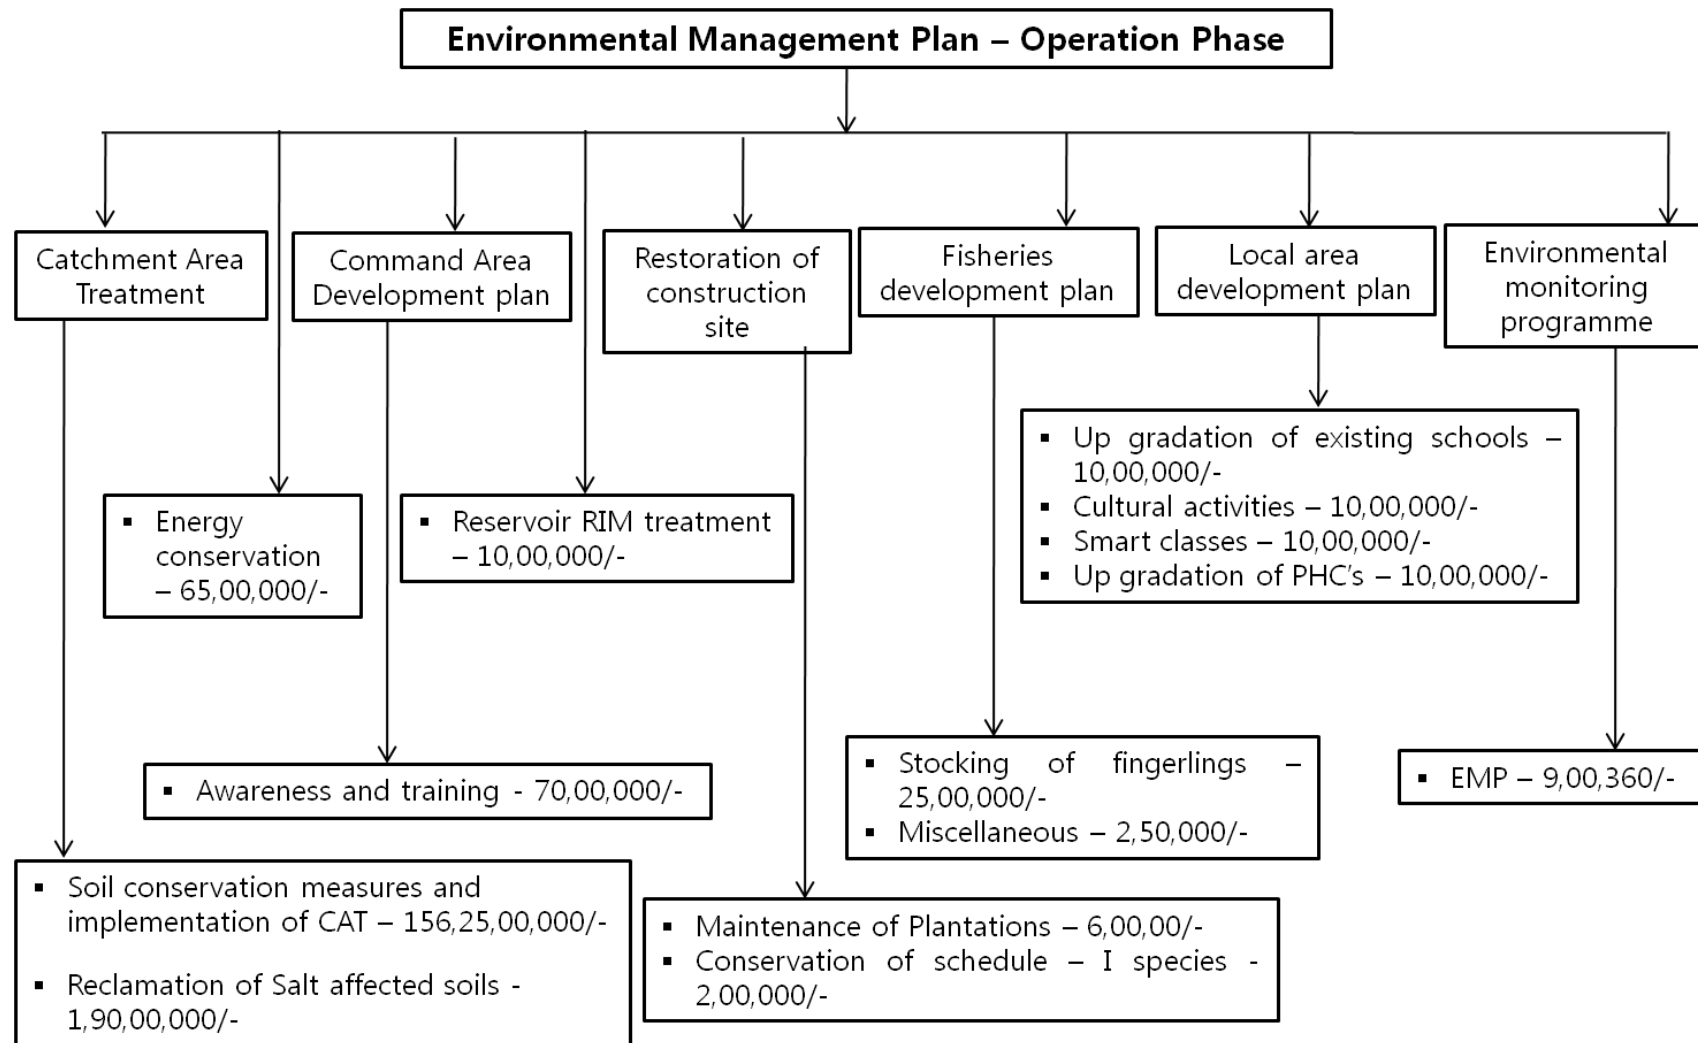 Environmental Management Plan – Operation Phase
Catchment Area
Treatment
Command Area
Development plan
Restoration of
construction
site
Fisheries
development plan
Local area
development plan
Environmental
monitoring
programme
▪ Energy
conservation
– 65,00,000/-
▪ Reservoir RIM treatment
– 10,00,000/-
▪ Up gradation of existing schools –
10,00,000/-
▪ Cultural activities – 10,00,000/-
▪ Smart classes – 10,00,000/-
▪ Up gradation of PHC's – 10,00,000/-
▪ Awareness and training - 70,00,000/-
▪ Stocking of fingerlings –
25,00,000/-
▪ Miscellaneous – 2,50,000/-
▪ EMP – 9,00,360/-
▪ Soil conservation measures and
implementation of CAT – 156,25,00,000/-
▪ Reclamation of Salt affected soils -
1,90,00,000/-
▪ Maintenance of Plantations – 6,00,00/-
▪ Conservation of schedule – I species -
2,00,000/-